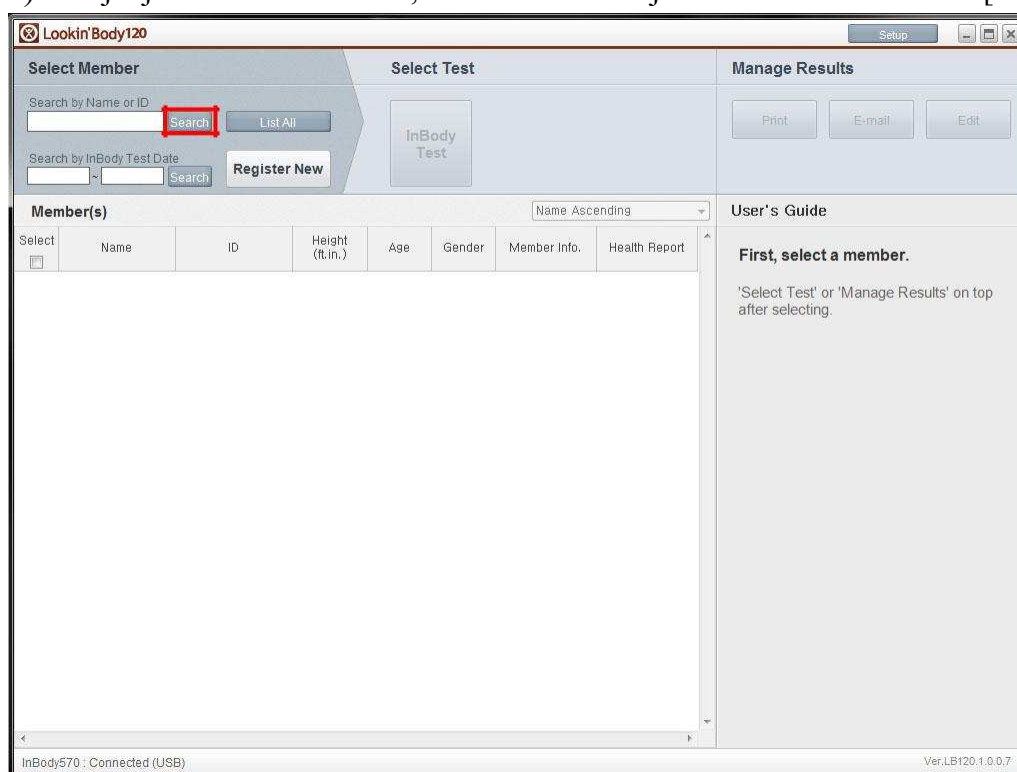 Lookin'Body120
Setup
Select Member
Select Test
Manage Results
Search by Name or ID
Search
List All
InBody
Test
Print
E-mail
Edit
Search by InBody Test Date
~
Search
Register New
Member(s)
Name Ascending
User's Guide
Select
Name
ID
Height
(ft.in.)
Age
Gender
Member Info.
Health Report
First, select a member.
'Select Test' or 'Manage Results' on top
after selecting.
InBody570 : Connected (USB)
Ver.LB120.1.0.0.7